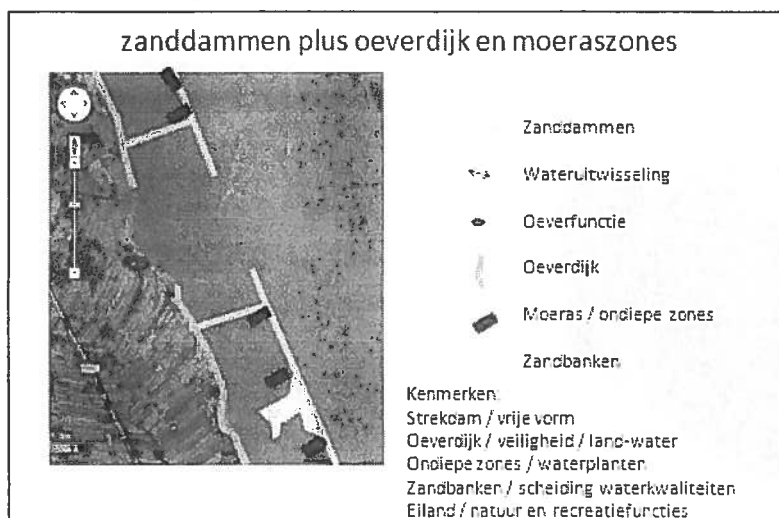 zanddammen plus oeverdijk en moeraszones
Zanddammen
Wateruitwisseling
Oeverfunctie
Oeverdijk
Moeras / ondiepe zones
Zandbanken
Kenmerken
Strekdam / vrije vorm
Oeverdijk / veiligheid / land-water
Ondiepe zones / waterplanten
Zandbanken / scheiding waterkwaliteiten
Eiland / natuur en recreatiefuncties